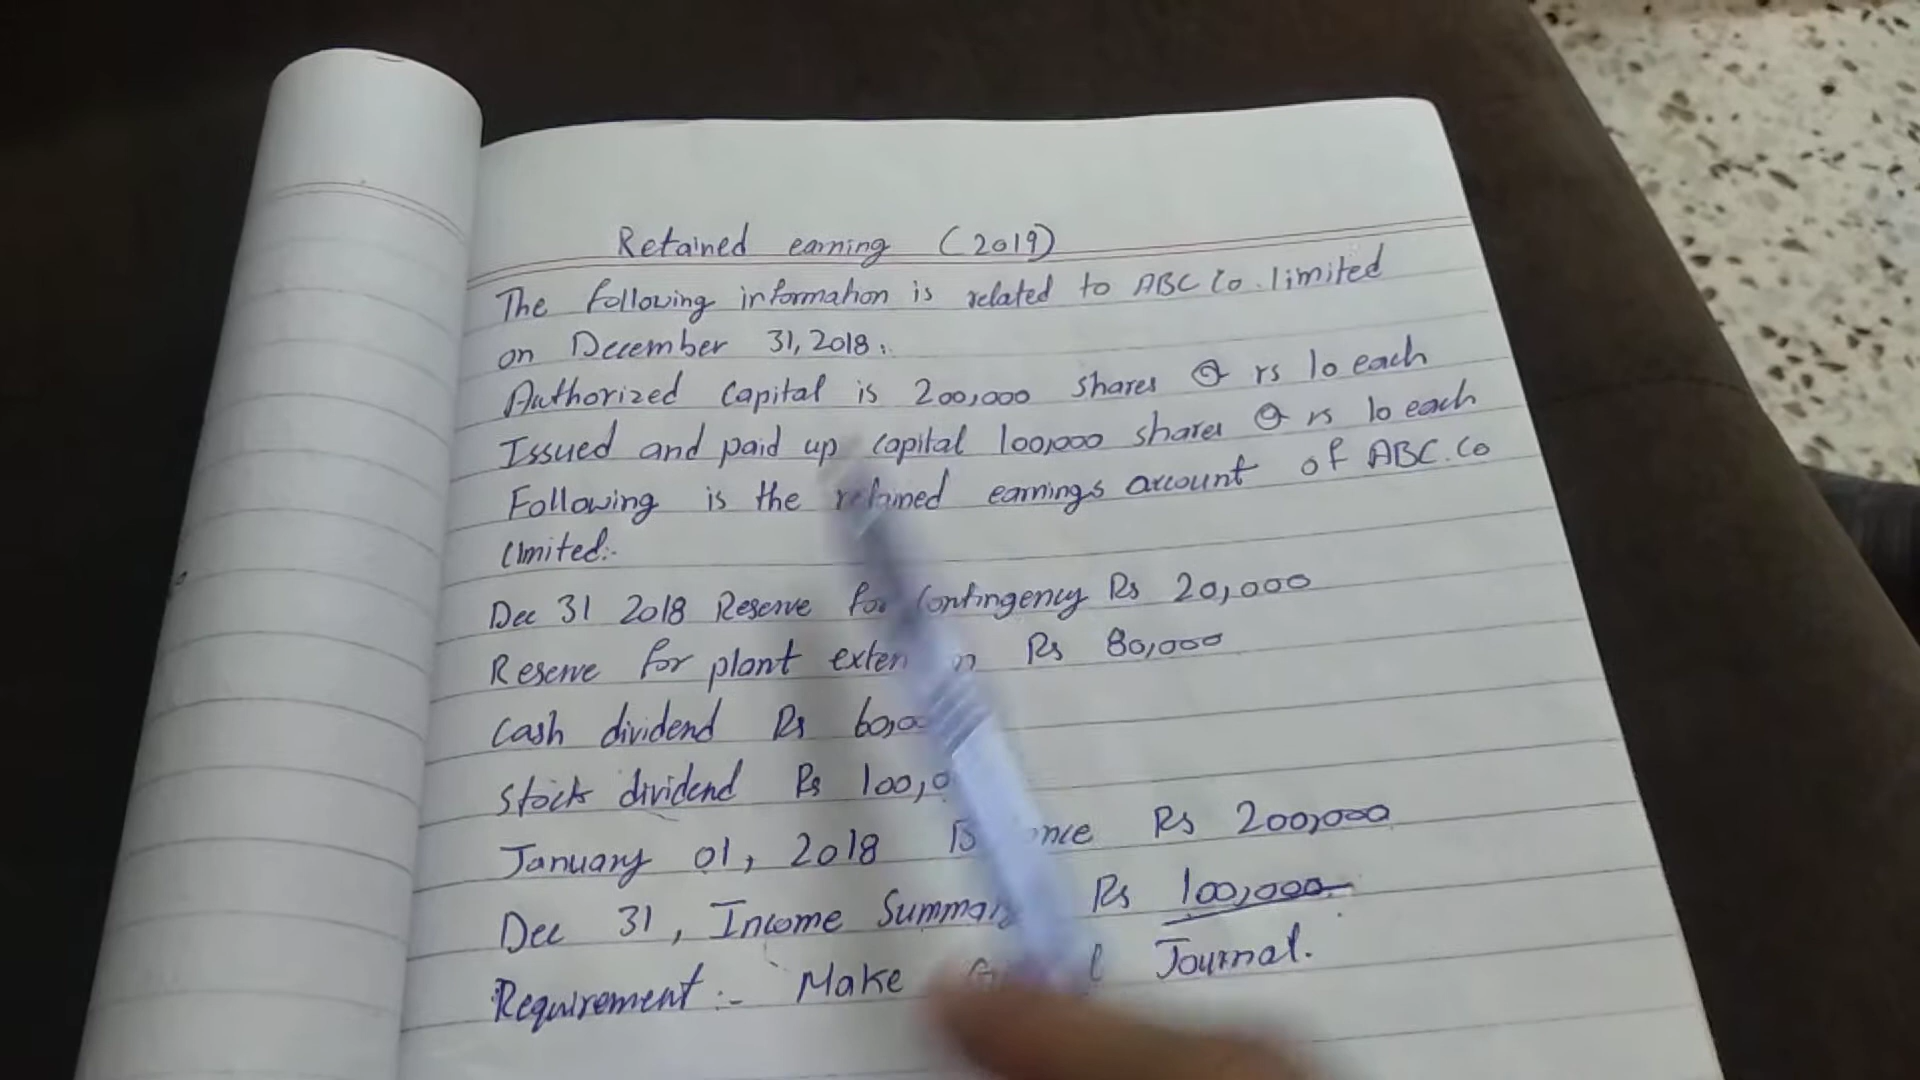 Retained earning (2019)
The following information is related to ABC Co. limited
on December 31, 2018.
Authorized Capital is 200,000 shares @ rs 10 each
Issued and paid up capital 100,000 shares @ rs 10 each
Following is the retained earnings account of ABC. Co
limited:-
Dec 31 2018 Reserve for Contingency Rs 20,000
Reserve for plant Rs 80,000
Cash dividend Rs
Stock dividend Rs
January 01, 2018 Rs 200,000
Dec 31, Income Summary Rs 100,000
Requirement:- Make Journal.